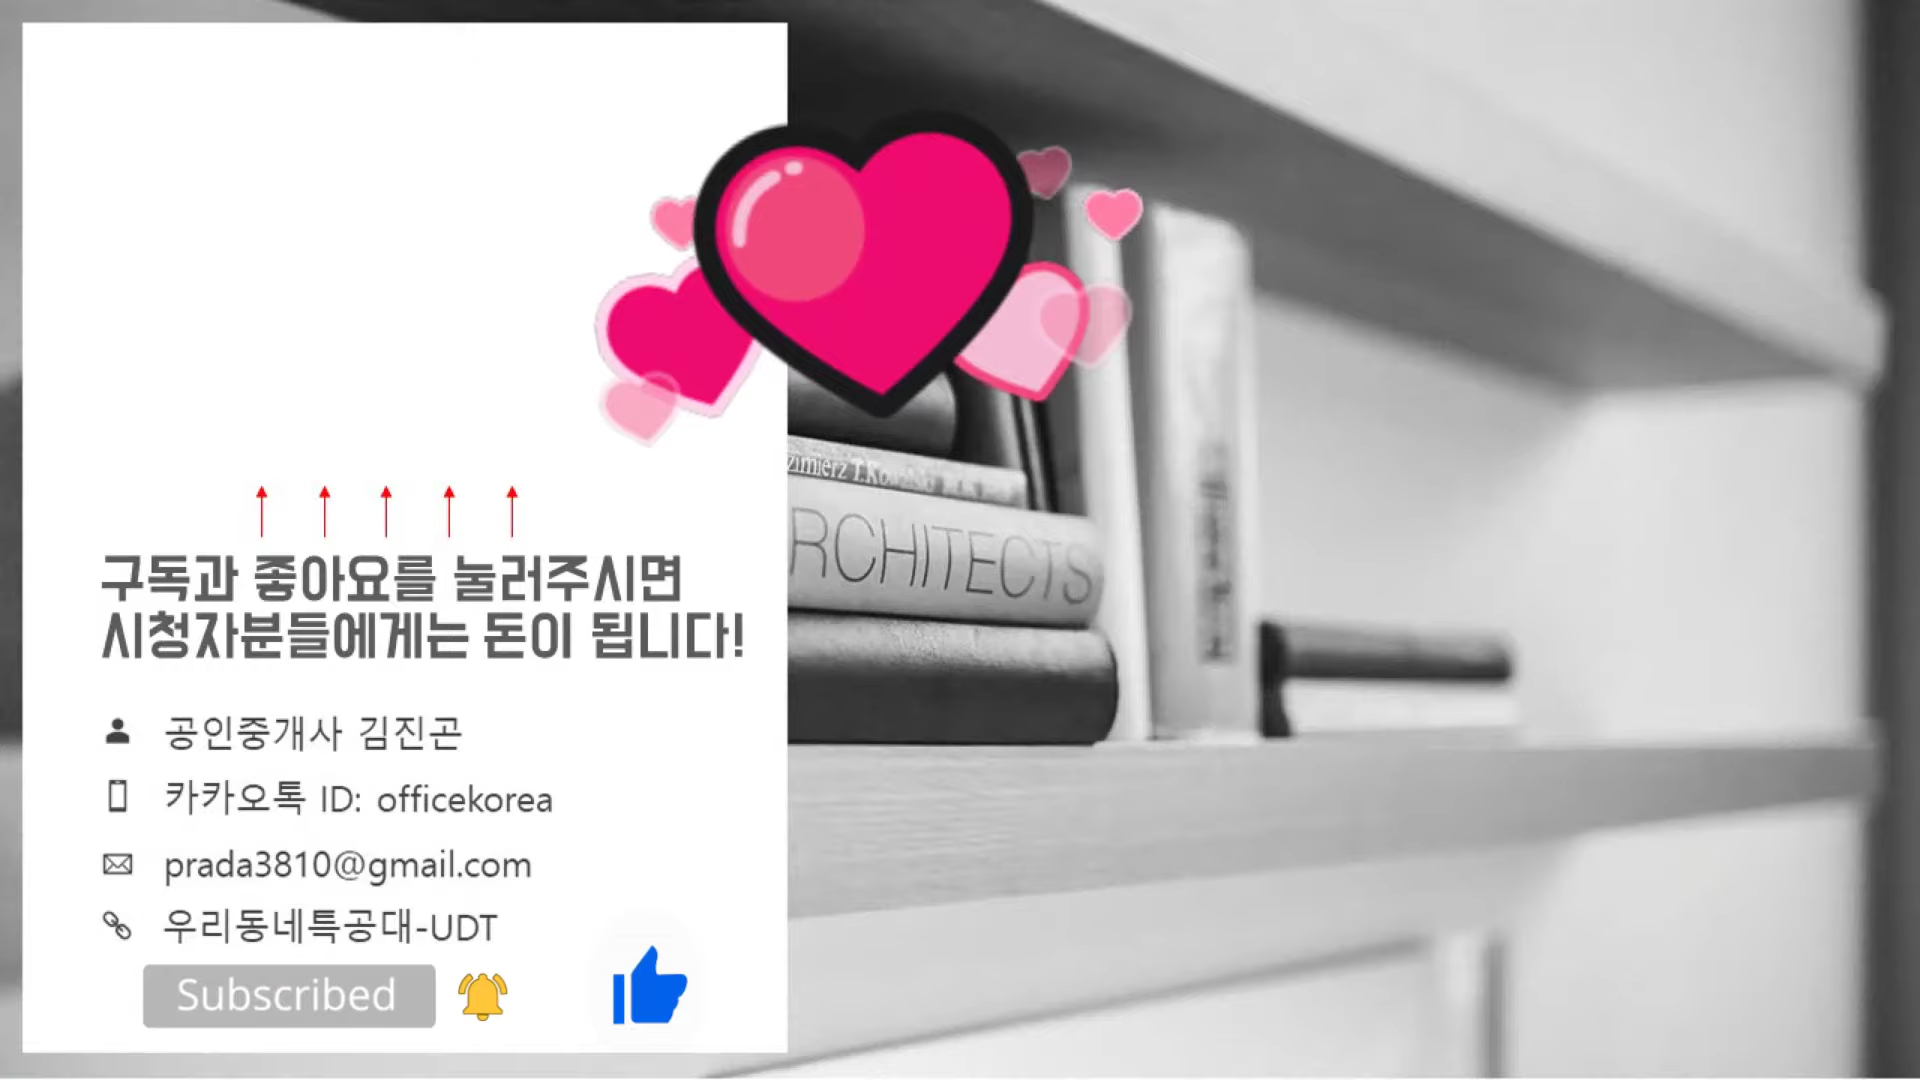 구독과 좋아요를 눌러주시면
시청자분들에게는 돈이 됩니다!
공인중개사 김진곤
카카오톡 ID: officekorea
prada3810@gmail.com
우리동네특공대-UDT
Subscribed
zimierz T.
RCHITECTS